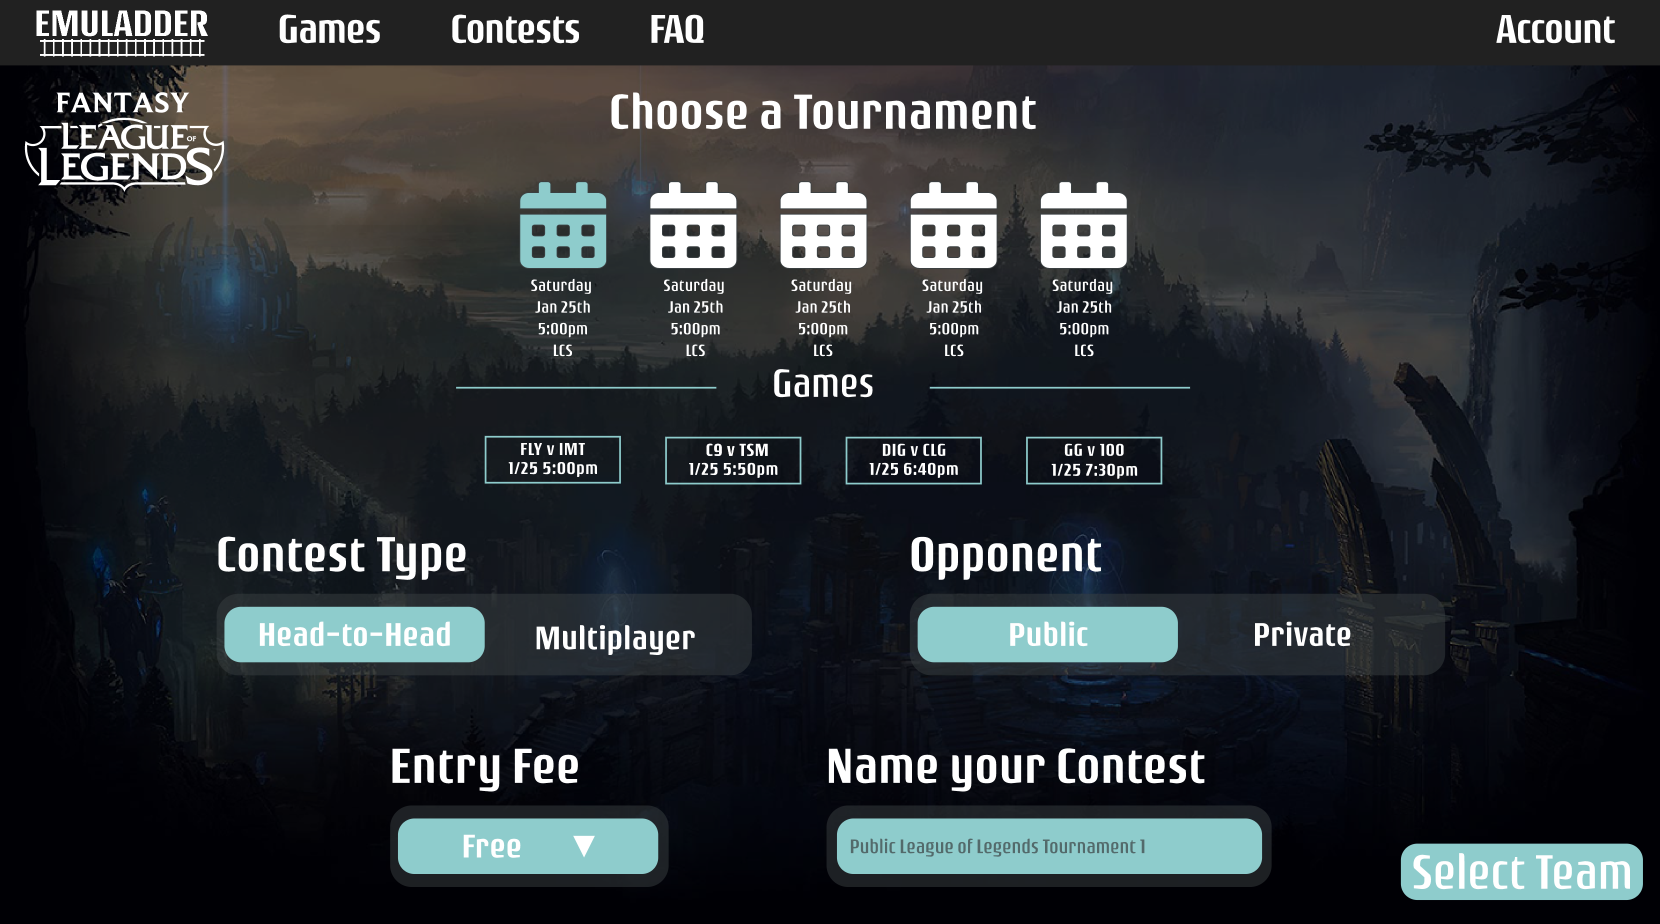 EMULADDER
Games
Contests
FAQ
Account
FANTASY
LEAGUE OF
LEGENDS
Choose a Tournament
Saturday
Jan 25th
5:00pm
LCS
Saturday
Jan 25th
5:00pm
LCS
Saturday
Jan 25th
5:00pm
LCS
Saturday
Jan 25th
5:00pm
LCS
Saturday
Jan 25th
5:00pm
LCS
Games
FLY v IMT
1/25 5:00pm
C9 v TSM
1/25 5:50pm
DIG v CLG
1/25 6:40pm
GG v 100
1/25 7:30pm
Contest Type
Head-to-Head
Multiplayer
Opponent
Public
Private
Entry Fee
Free ▼
Name your Contest
Public League of Legends Tournament 1
Select Team